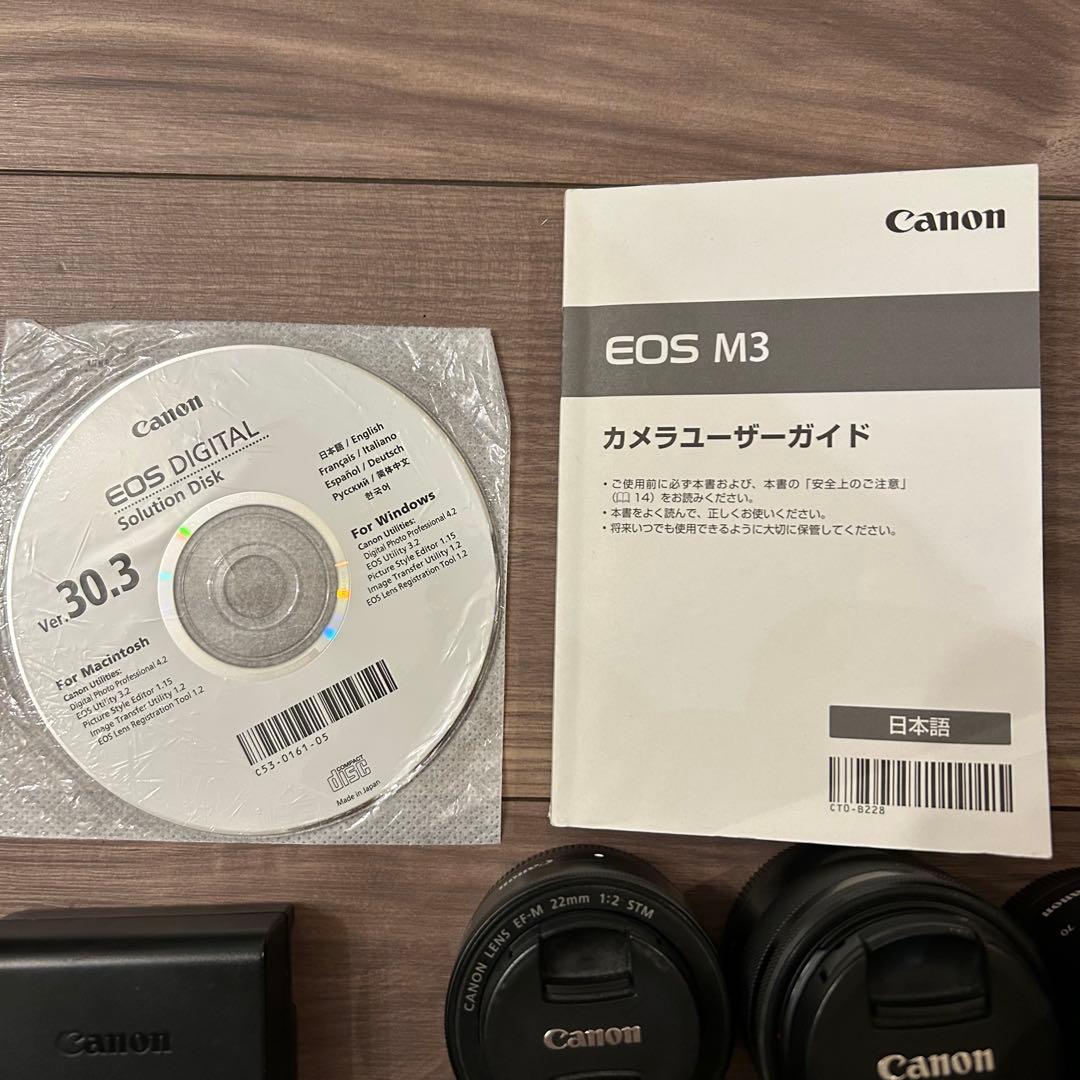 Canon
EOS DIGITAL
Solution Disk
Ver.30.3
日本語 / English
Français / Italiano
Español / Deutsch
Русский / 简体中文
한국어
For Windows
Canon Utilities:
Digital Photo Professional 4.2
EOS Utility 3.2
Picture Style Editor 1.15
Image Transfer Utility 1.2
EOS Lens Registration Tool 1.2
For Macintosh
Canon Utilities:
Digital Photo Professional 4.2
EOS Utility 3.2
Picture Style Editor 1.15
Image Transfer Utility 1.2
EOS Lens Registration Tool 1.2
C53-0161-05
COMPACT
disc
Made in Japan
Canon
EOS M3
カメラユーザーガイド
・ご使用前に必ず本書および、本書の「安全上のご注意」
（📖 14）をお読みください。
・本書をよく読んで、正しくお使いください。
・将来いつでも使用できるように大切に保管してください。
日本語
CT0-B228
Canon
Canon
CANON LENS EF-M 22mm 1:2 STM
Canon
Canon
Canon
70